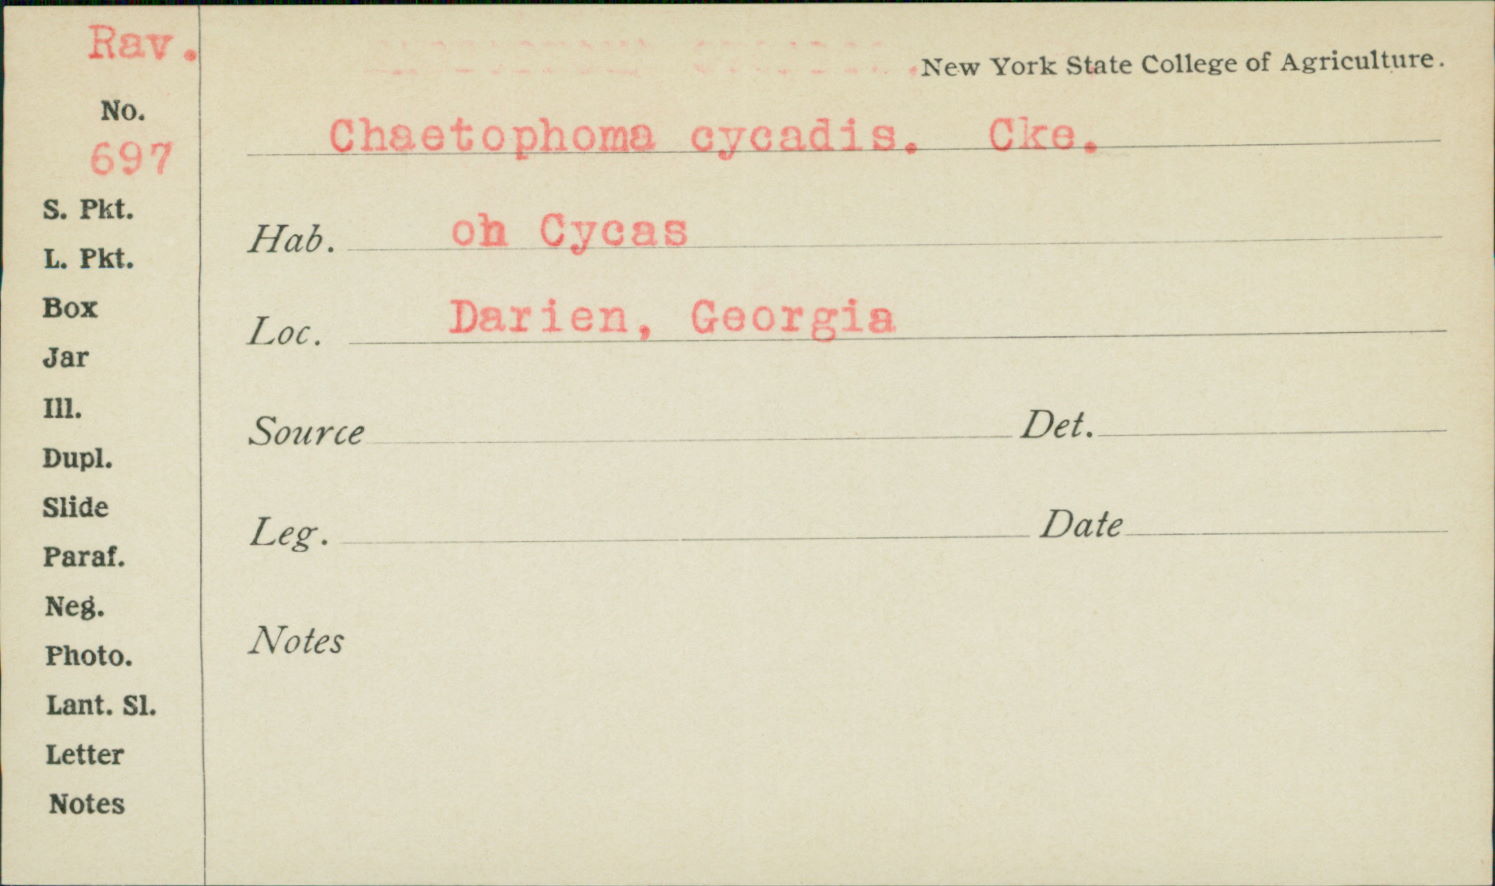 Rav.
No.
697
S. Pkt.
L. Pkt.
Box
Jar
Ill.
Dupl.
Slide
Paraf.
Neg.
Photo.
Lant. Sl.
Letter
Notes
New York State College of Agriculture.
Chaetophoma cycadis. Cke.
Hab. on Cycas
Loc. Darien, Georgia
Source Det.
Leg. Date
Notes